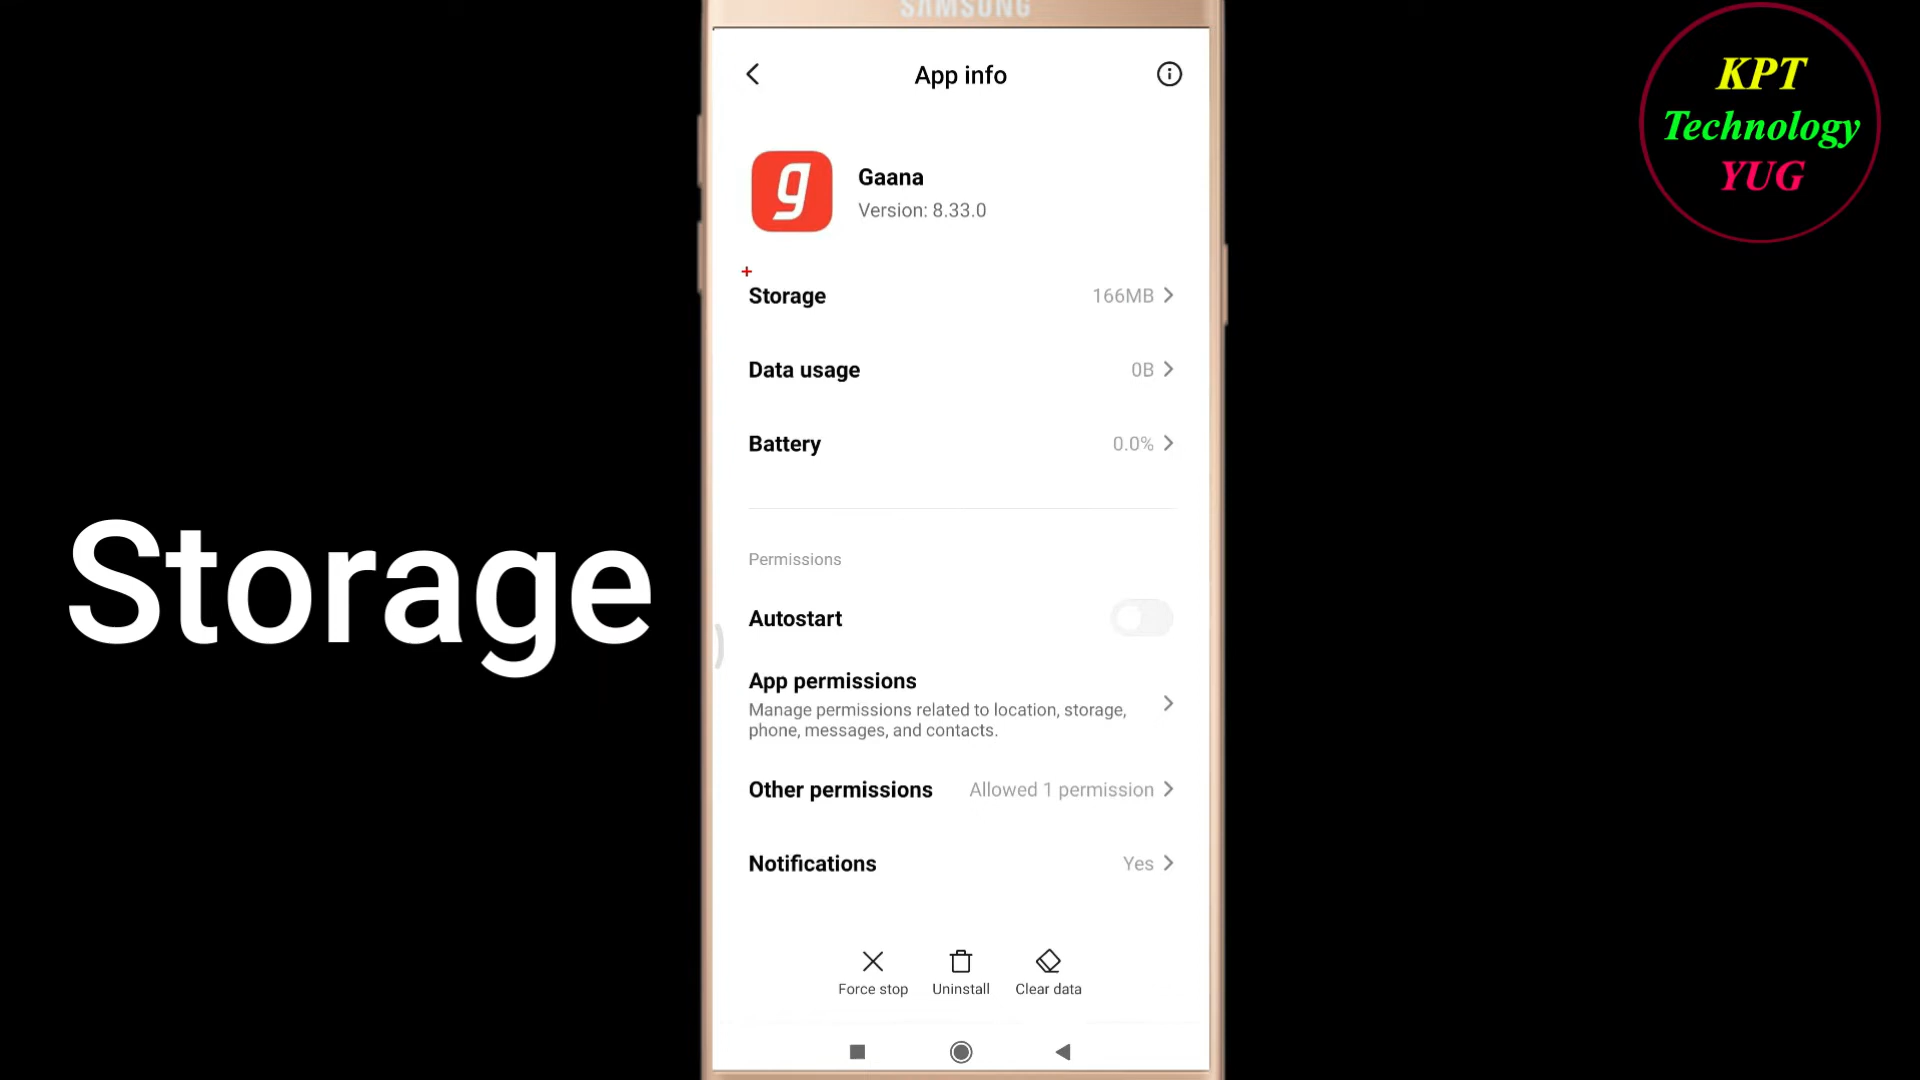 SAMSUNG
App info
KPT
Technology
YUG
g
Gaana
Version: 8.33.0
+
Storage 166MB
Data usage 0B
Battery 0.0%
Storage
Permissions
Autostart
App permissions
Manage permissions related to location, storage,
phone, messages, and contacts.
Other permissions Allowed 1 permission
Notifications Yes
Force stop Uninstall Clear data